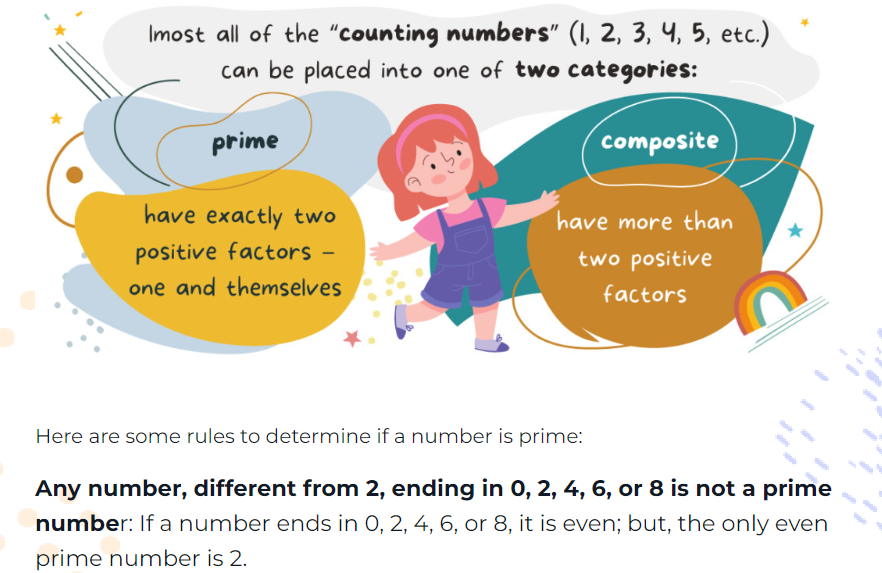 lmost all of the “counting numbers” (1, 2, 3, 4, 5, etc.)
can be placed into one of two categories:
prime
have exactly two
positive factors –
one and themselves
composite
have more than
two positive
factors
Here are some rules to determine if a number is prime:
Any number, different from 2, ending in 0, 2, 4, 6, or 8 is not a prime
number: If a number ends in 0, 2, 4, 6, or 8, it is even; but, the only even
prime number is 2.